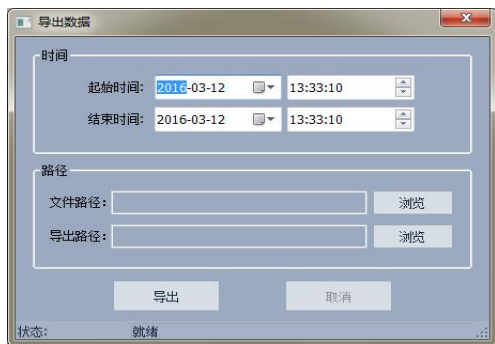 导出数据
时间
起始时间: 2016-03-12 13:33:10
结束时间: 2016-03-12 13:33:10
路径
文件路径: 浏览
导出路径: 浏览
导出 取消
状态: 就绪